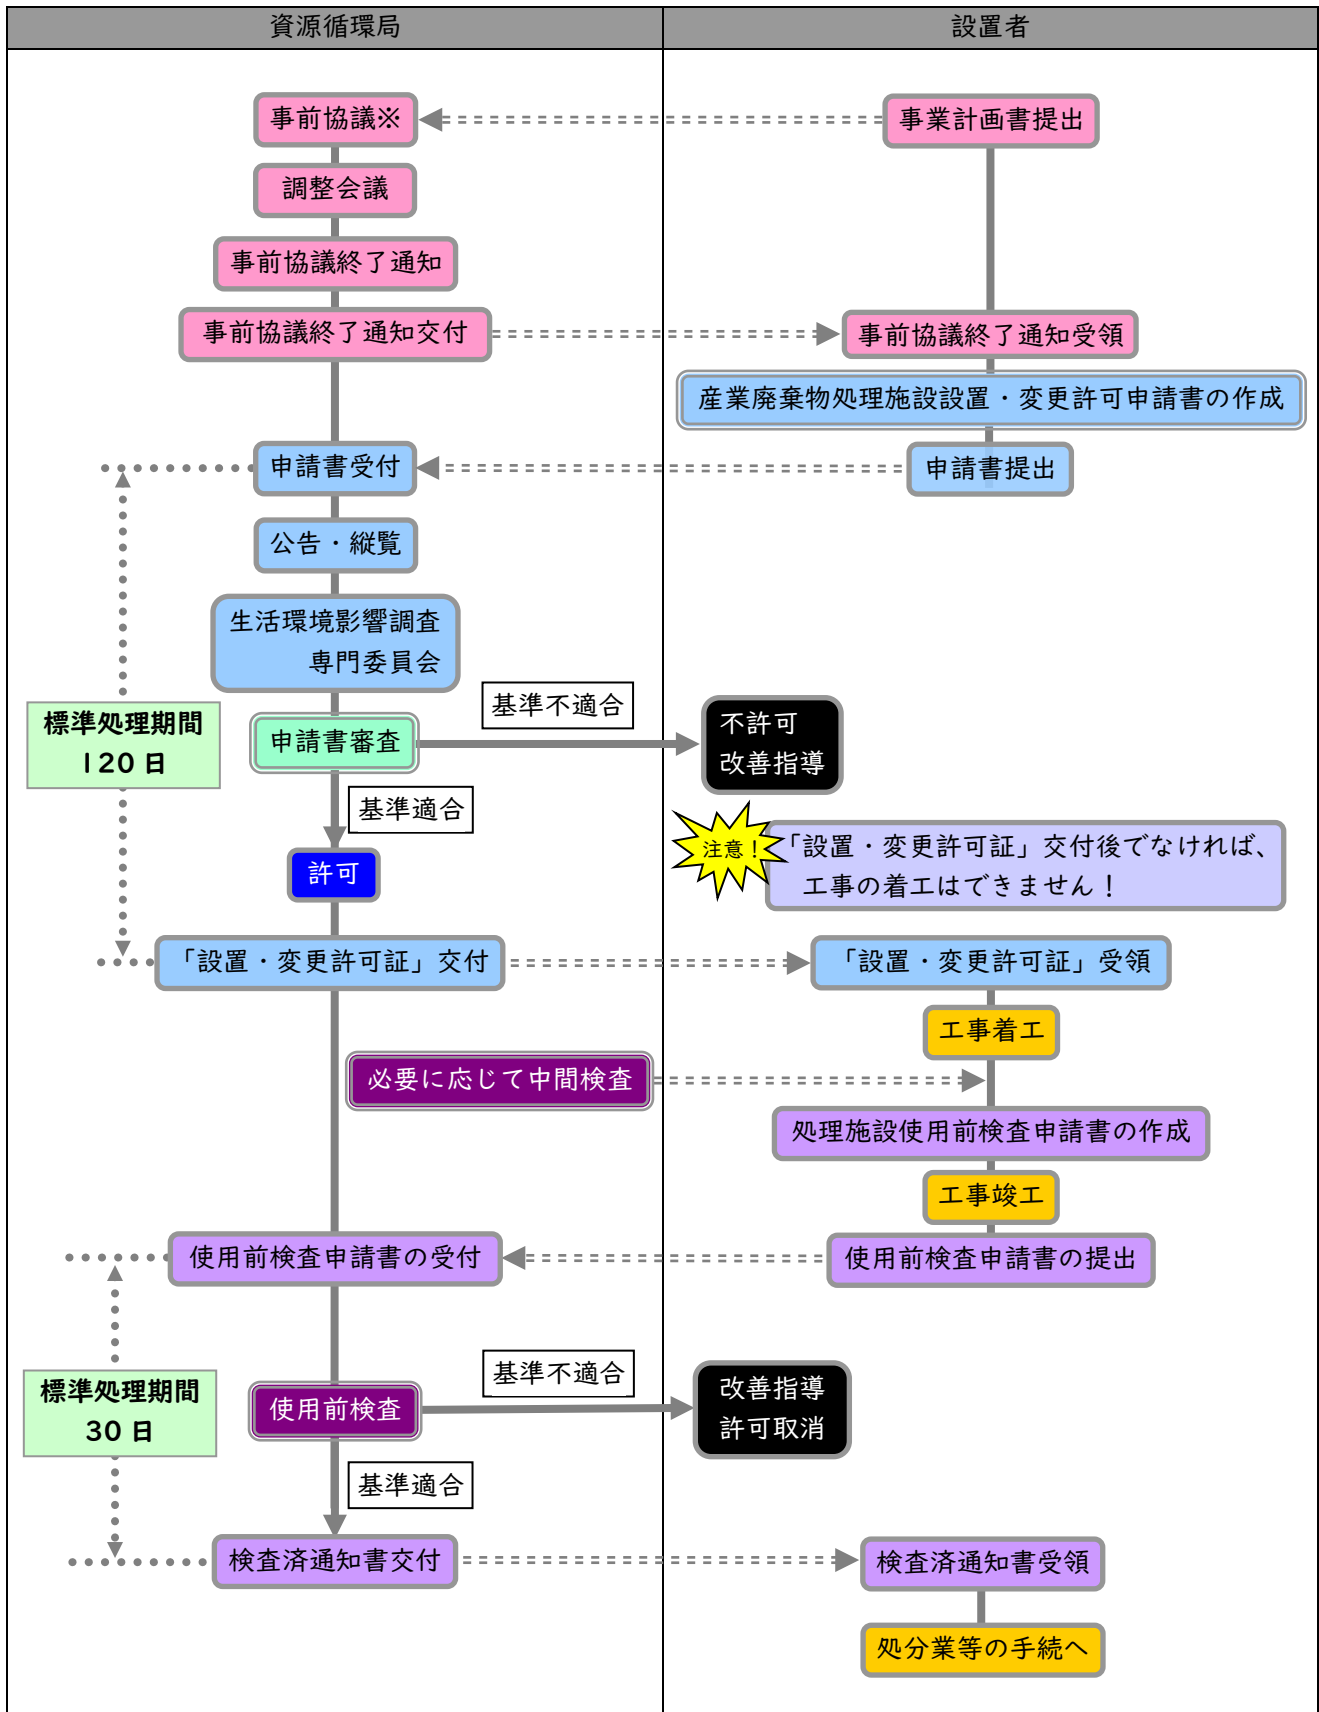 資源循環局
設置者
事前協議※
事業計画書提出
調整会議
事前協議終了通知
事前協議終了通知交付
事前協議終了通知受領
産業廃棄物処理施設設置・変更許可申請書の作成
申請書受付
申請書提出
公告・縦覧
生活環境影響調査
専門委員会
基準不適合
標準処理期間
120日
申請書審査
不許可
改善指導
基準適合
注意！
「設置・変更許可証」交付後でなければ、
工事の着工はできません！
許可
「設置・変更許可証」交付
「設置・変更許可証」受領
工事着工
必要に応じて中間検査
処理施設使用前検査申請書の作成
工事竣工
使用前検査申請書の受付
使用前検査申請書の提出
基準不適合
標準処理期間
30日
使用前検査
改善指導
許可取消
基準適合
検査済通知書交付
検査済通知書受領
処分業等の手続へ